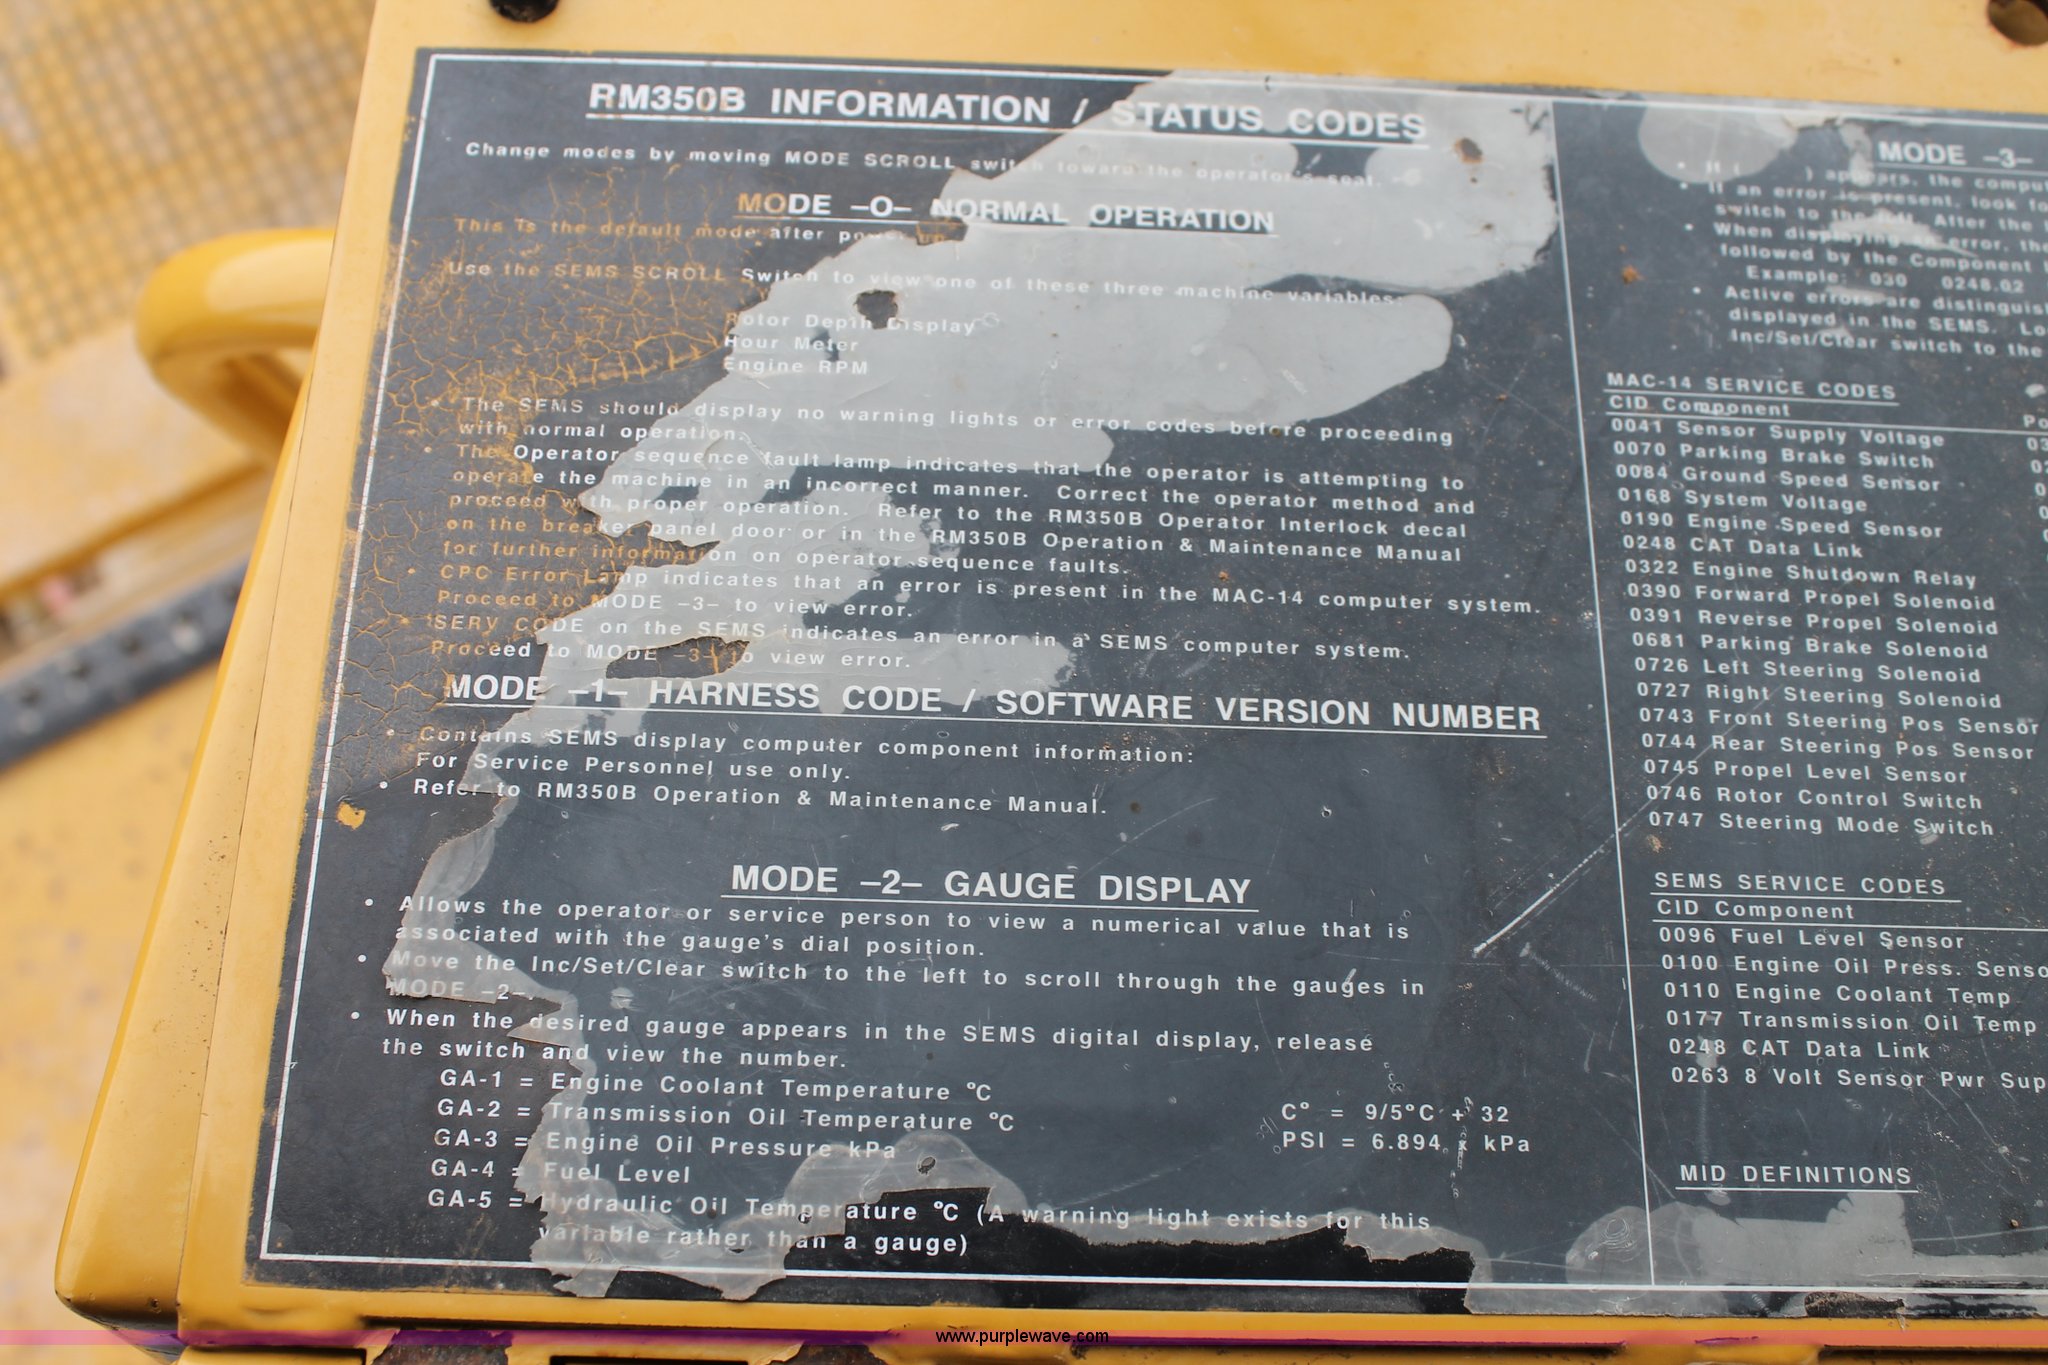 RM350B INFORMATION / STATUS CODES
Change modes by moving MODE SCROLL switch toward the operator's seat.
MODE -O- NORMAL OPERATION
This is the default mode after power up
Use the SEMS SCROLL Switch to view one of these three machine variables:
Rotor Depth Display
Hour Meter
Engine RPM
• The SEMS should display no warning lights or error codes before proceeding
with normal operation.
• The Operator sequence fault lamp indicates that the operator is attempting to
operate the machine in an incorrect manner. Correct the operator method and
proceed with proper operation. Refer to the RM350B Operator Interlock decal
on the breaker panel door or in the RM350B Operation & Maintenance Manual
for further information on operator sequence faults.
• CPC Error Lamp indicates that an error is present in the MAC-14 computer system.
Proceed to MODE -3- to view error.
• SERV CODE on the SEMS indicates an error in a SEMS computer system.
Proceed to MODE -3- to view error.
MODE -1- HARNESS CODE / SOFTWARE VERSION NUMBER
• Contains SEMS display computer component information:
For Service Personnel use only.
• Refer to RM350B Operation & Maintenance Manual.
MODE -2- GAUGE DISPLAY
• Allows the operator or service person to view a numerical value that is
associated with the gauge's dial position.
• Move the Inc/Set/Clear switch to the left to scroll through the gauges in
MODE -2-.
• When the desired gauge appears in the SEMS digital display, release
the switch and view the number.
GA-1 = Engine Coolant Temperature °C
GA-2 = Transmission Oil Temperature °C
GA-3 = Engine Oil Pressure kPa
GA-4 = Fuel Level
GA-5 = Hydraulic Oil Temperature °C (A warning light exists for this
variable rather than a gauge)
C° = 9/5°C + 32
PSI = 6.894 x kPa
MODE -3-
• If ( ) appears, the compu
• If an error is present, look fo
switch to the left. After the
• When displaying an error, the
followed by the Component
Example: 030 0248.02
• Active errors are distinguis
displayed in the SEMS. Lo
Inc/Set/Clear switch to the
MAC-14 SERVICE CODES
CID Component
0041 Sensor Supply Voltage
0070 Parking Brake Switch
0084 Ground Speed Sensor
0168 System Voltage
0190 Engine Speed Sensor
0248 CAT Data Link
0322 Engine Shutdown Relay
0390 Forward Propel Solenoid
0391 Reverse Propel Solenoid
0681 Parking Brake Solenoid
0726 Left Steering Solenoid
0727 Right Steering Solenoid
0743 Front Steering Pos Sensor
0744 Rear Steering Pos Sensor
0745 Propel Level Sensor
0746 Rotor Control Switch
0747 Steering Mode Switch
SEMS SERVICE CODES
CID Component
0096 Fuel Level Sensor
0100 Engine Oil Press. Senso
0110 Engine Coolant Temp
0177 Transmission Oil Temp
0248 CAT Data Link
0263 8 Volt Sensor Pwr Sup
MID DEFINITIONS
www.purplewave.com